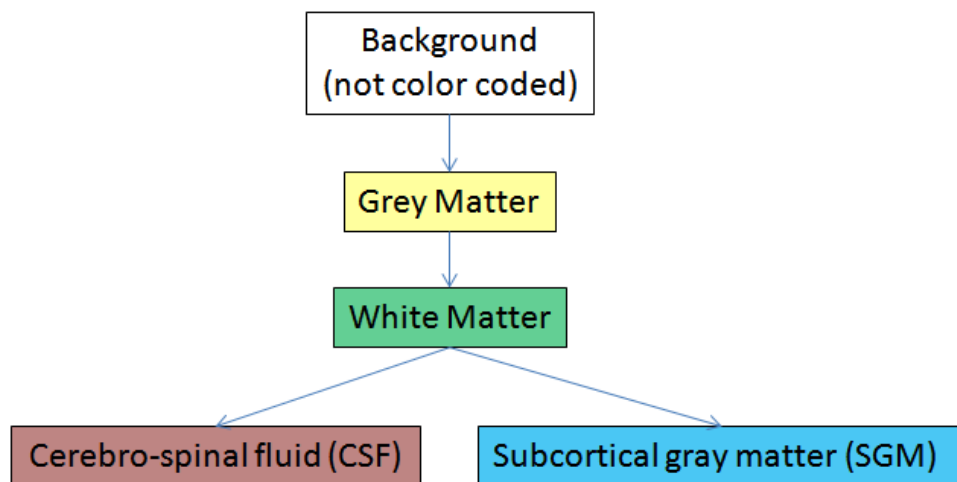 Background
(not color coded)
Grey Matter
White Matter
Cerebro-spinal fluid (CSF)
Subcortical gray matter (SGM)